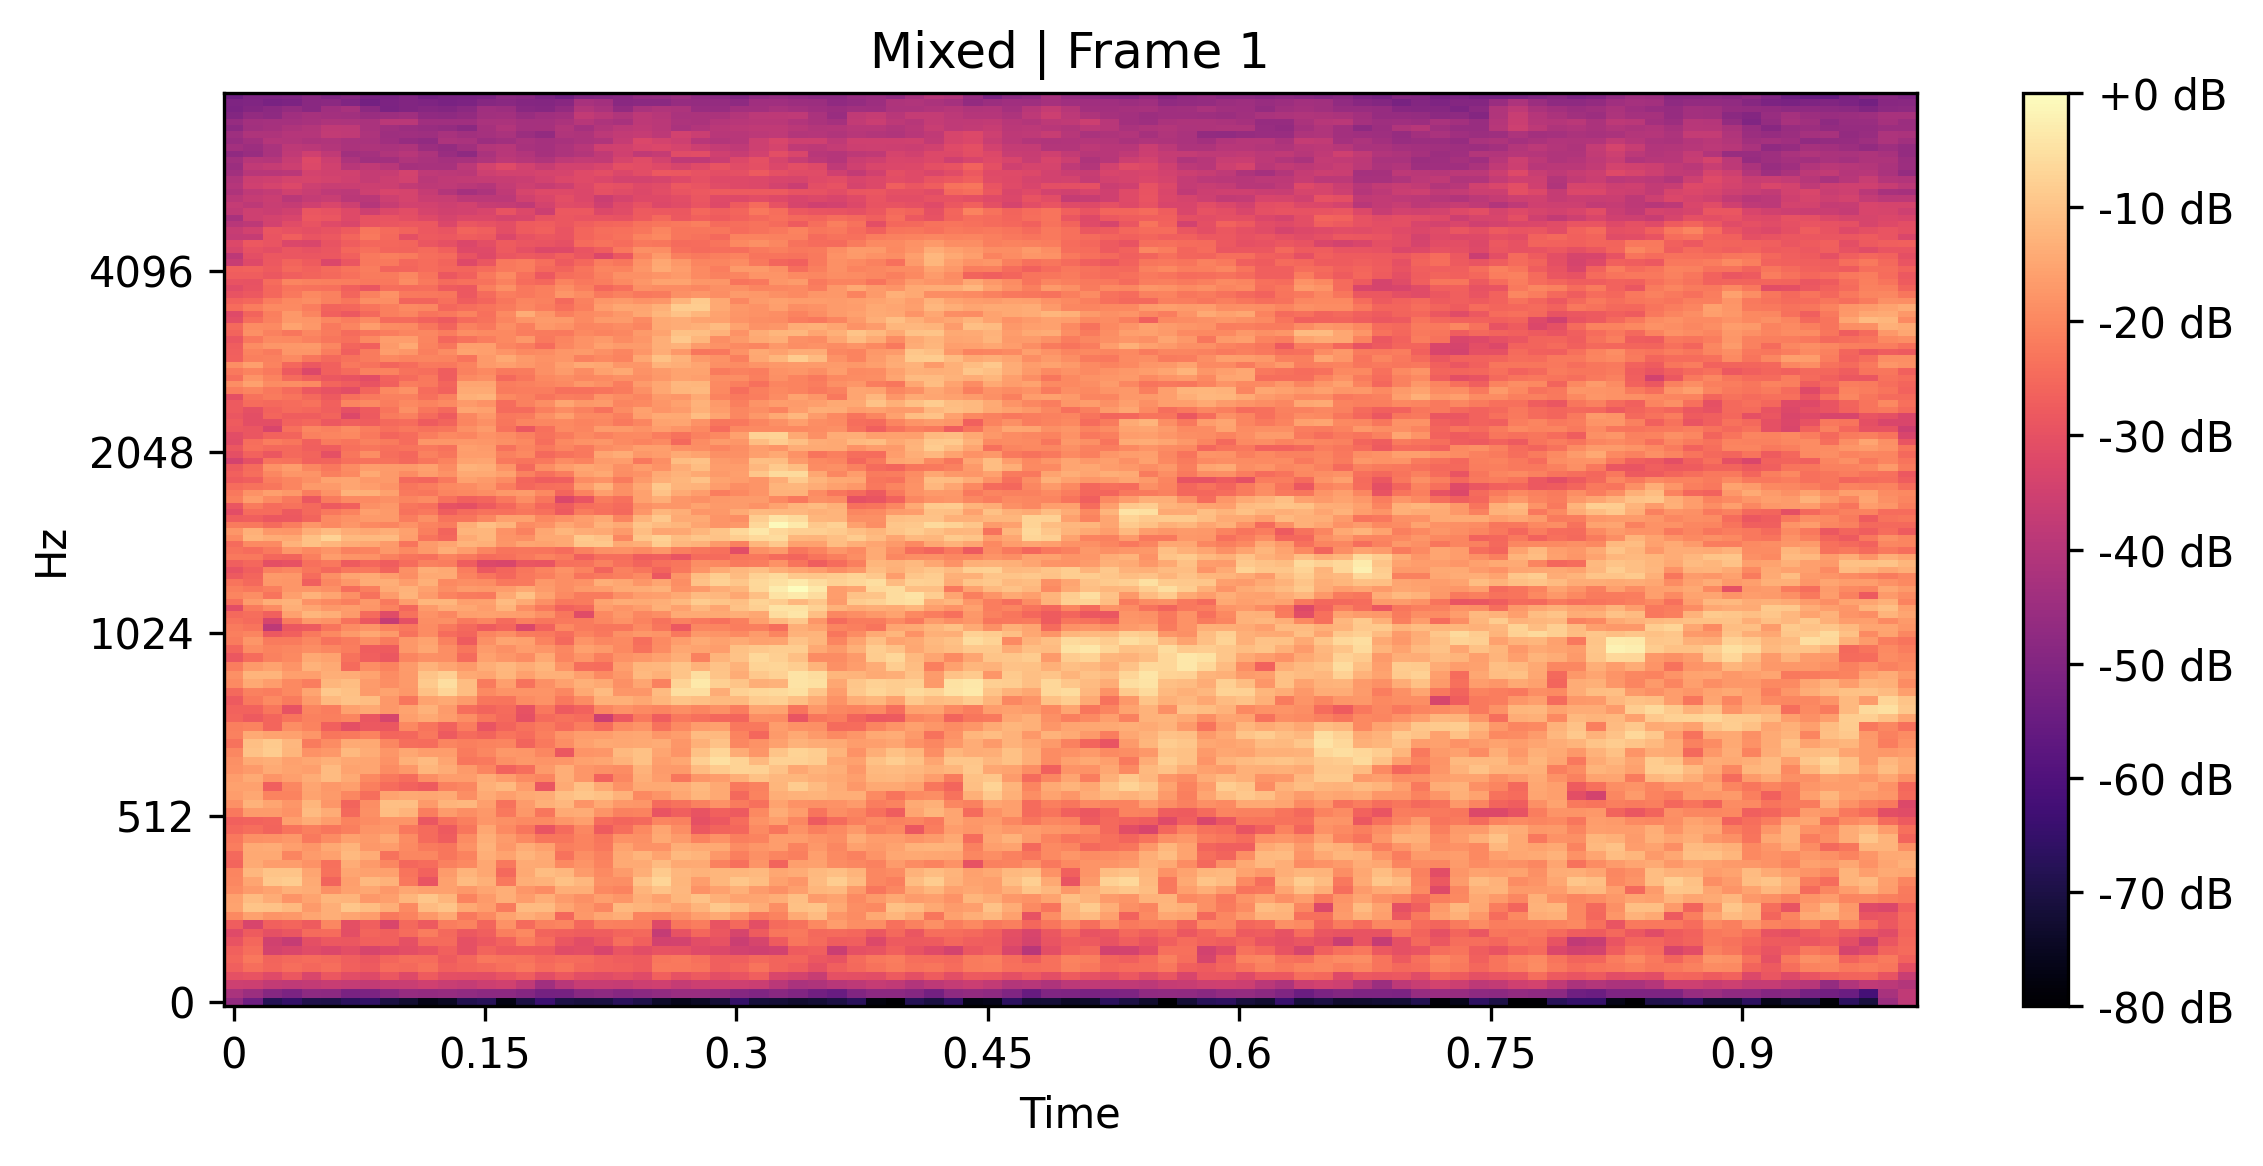 Mixed | Frame 1
Hz
4096
2048
1024
512
0
0 0.15 0.3 0.45 0.6 0.75 0.9
Time
+0 dB
-10 dB
-20 dB
-30 dB
-40 dB
-50 dB
-60 dB
-70 dB
-80 dB